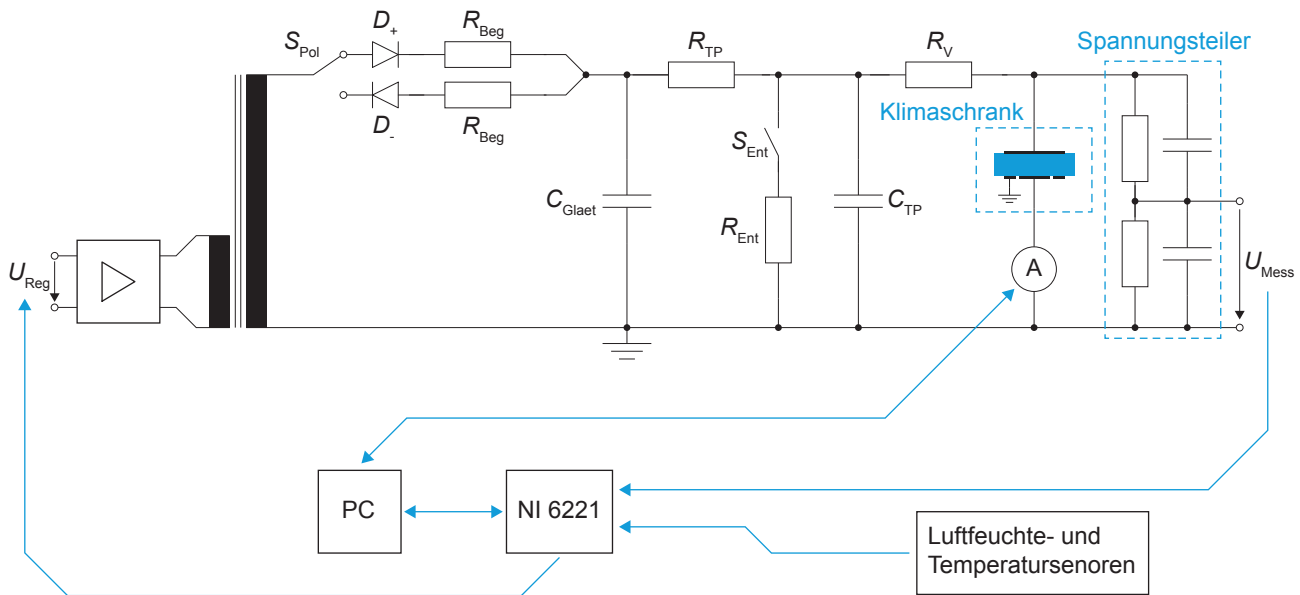 S_Pol
D_+
R_Beg
D_-
R_Beg
R_TP
R_V
Spannungsteiler
Klimaschrank
S_Ent
C_Glaet
R_Ent
C_TP
A
U_Reg
U_Mess
PC
NI 6221
Luftfeuchte- und
Temperatursenoren